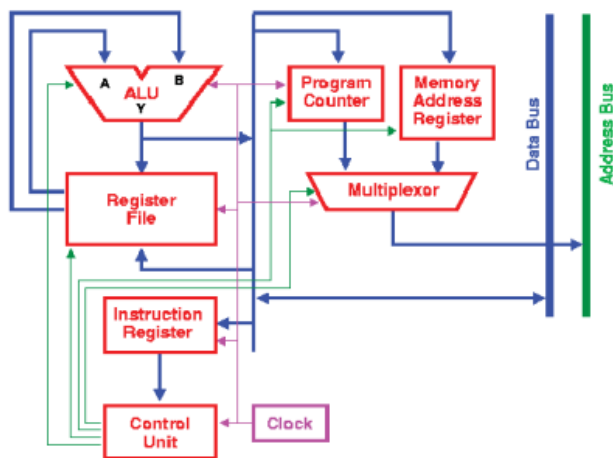 A
B
ALU
Y
Program
Counter
Memory
Address
Register
Register
File
Multiplexor
Instruction
Register
Control
Unit
Clock
Data Bus
Address Bus